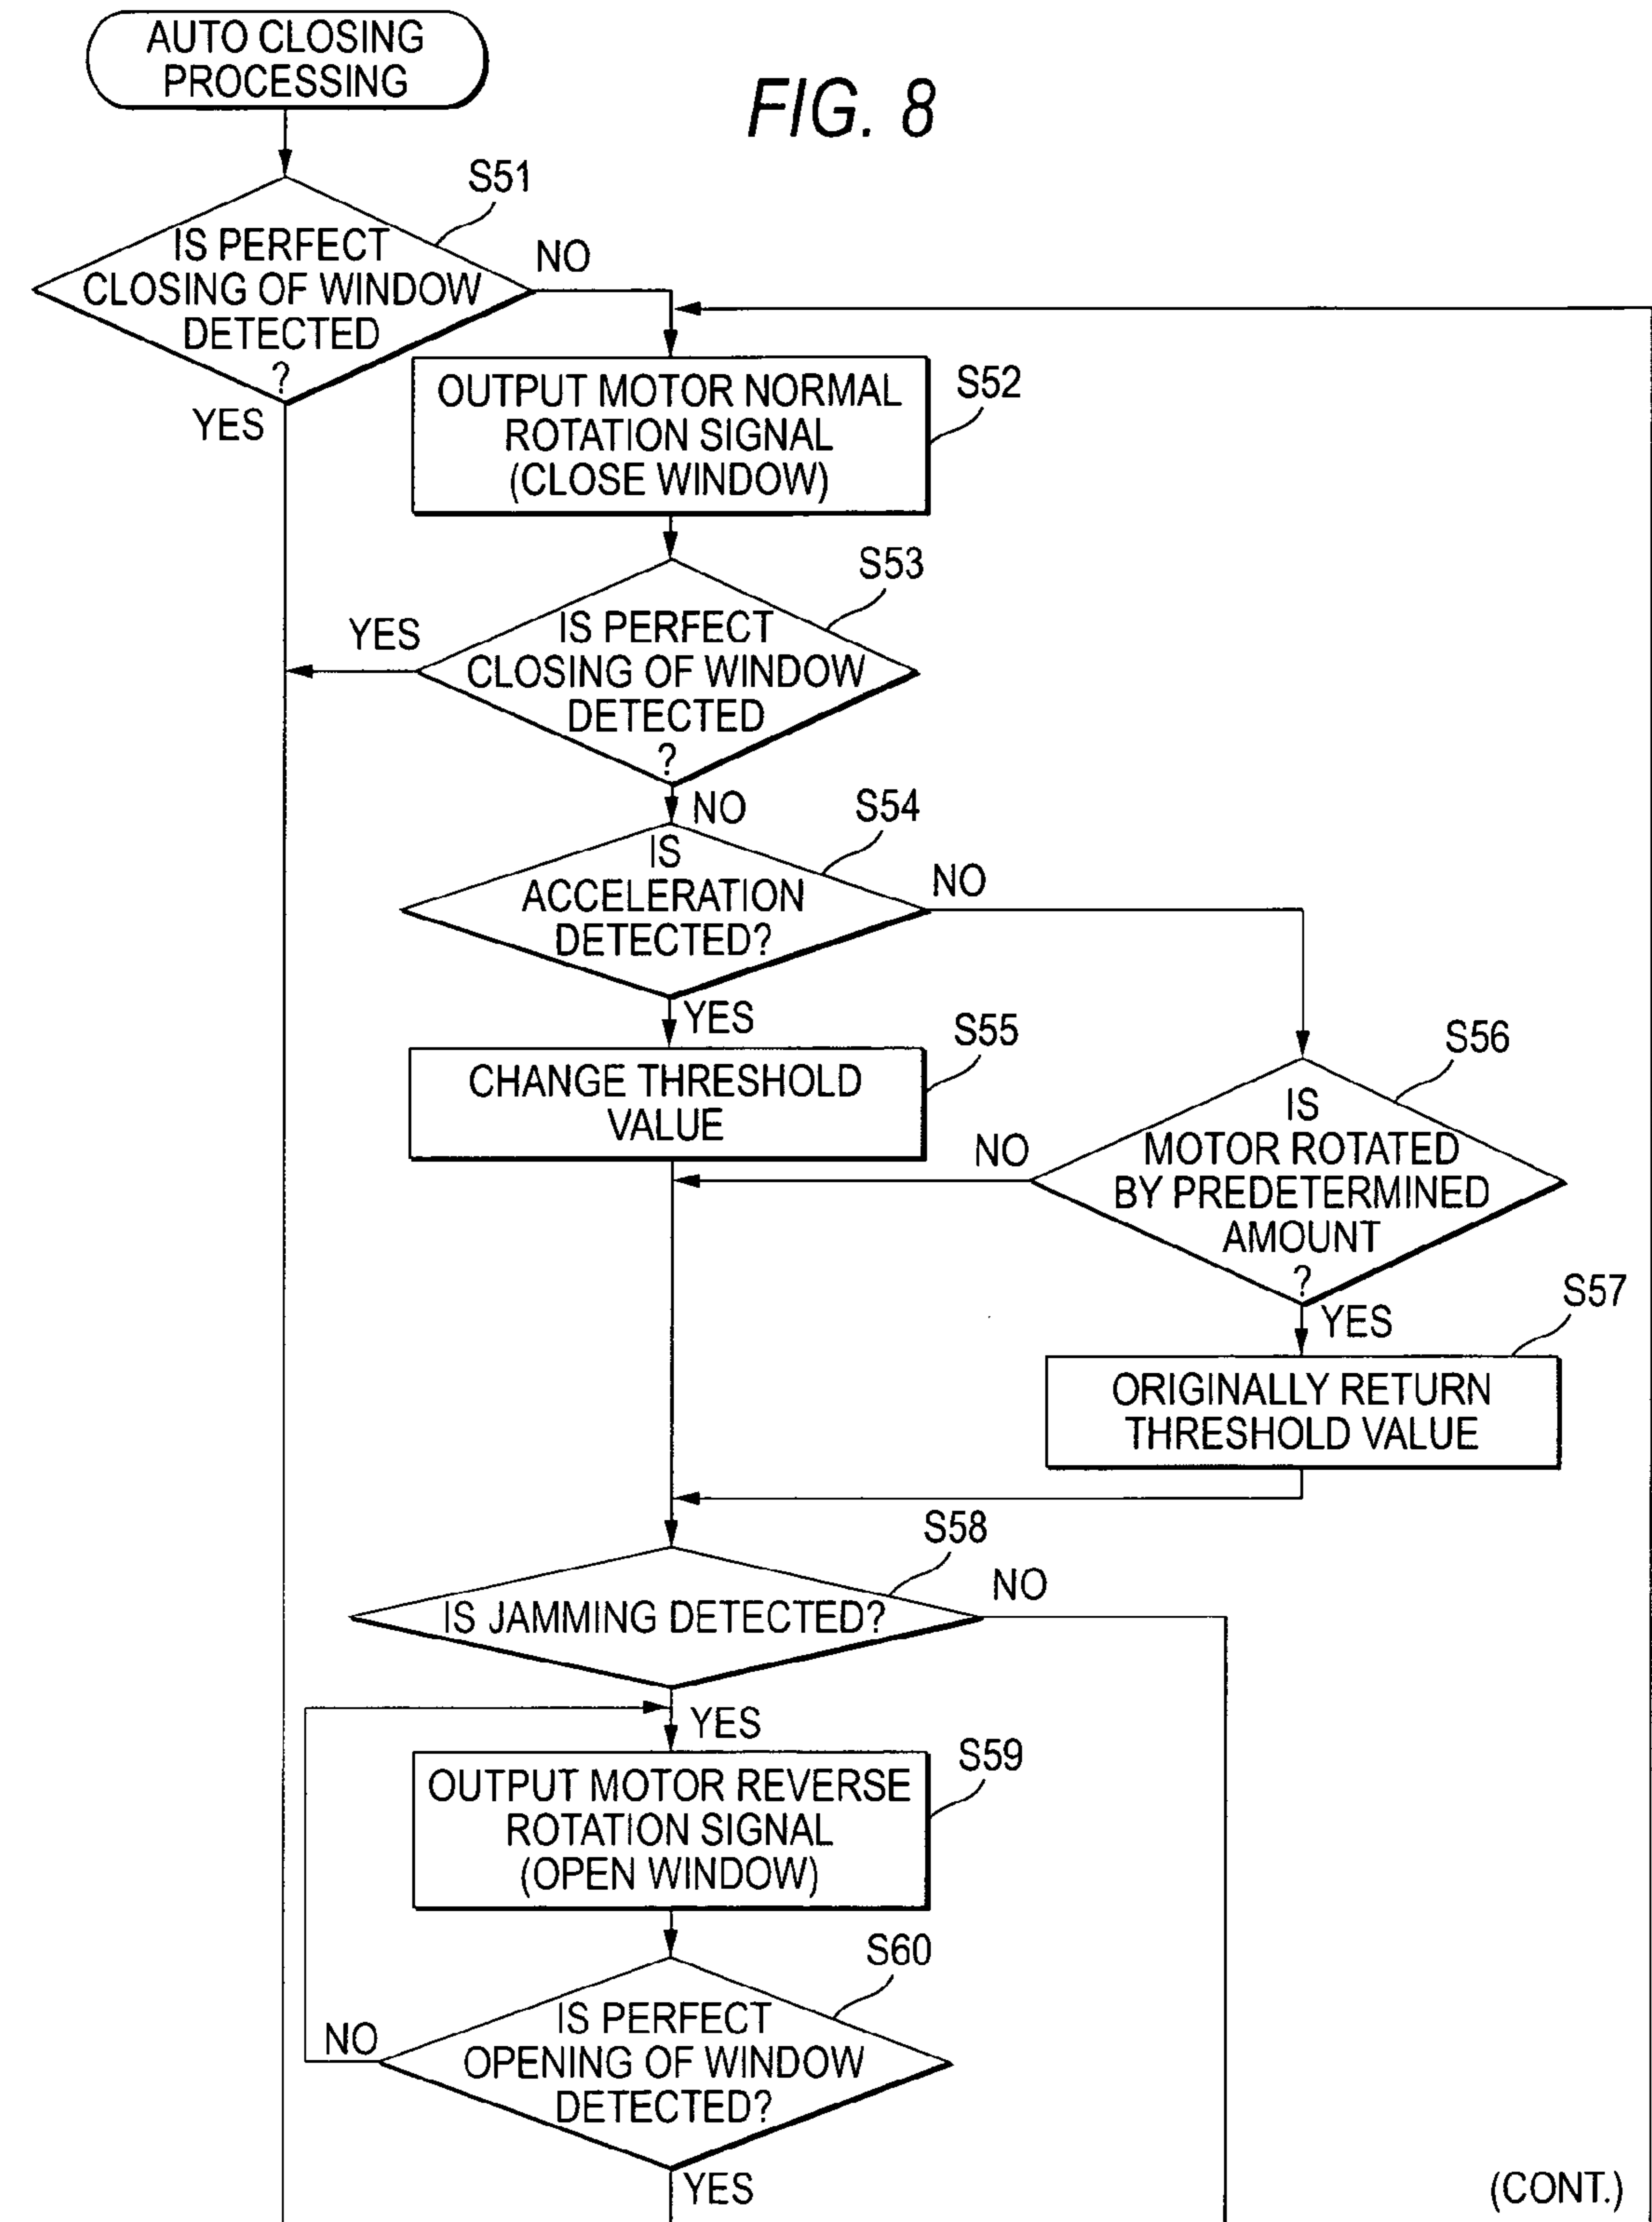 AUTO CLOSING
PROCESSING
FIG. 8
S51
IS PERFECT
CLOSING OF WINDOW
DETECTED
?
NO
YES
OUTPUT MOTOR NORMAL
ROTATION SIGNAL
(CLOSE WINDOW)
S52
S53
YES
IS PERFECT
CLOSING OF WINDOW
DETECTED
?
NO
S54
IS
ACCELERATION
DETECTED?
NO
YES
S55
CHANGE THRESHOLD
VALUE
S56
IS
MOTOR ROTATED
BY PREDETERMINED
AMOUNT
?
NO
YES
S57
ORIGINALLY RETURN
THRESHOLD VALUE
S58
IS JAMMING DETECTED?
NO
YES
OUTPUT MOTOR REVERSE
ROTATION SIGNAL
(OPEN WINDOW)
S59
S60
IS PERFECT
OPENING OF WINDOW
DETECTED?
NO
YES
(CONT.)